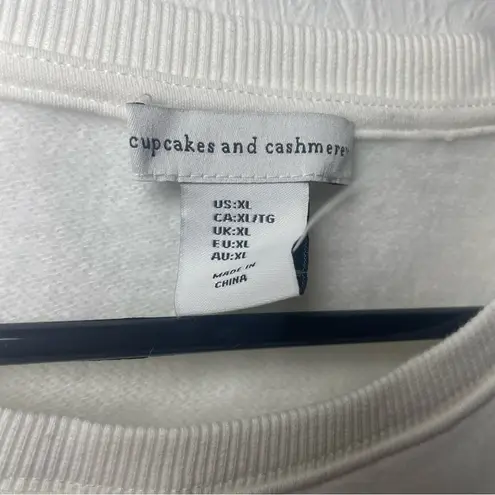 cupcakes and cashmere
US:XL
CA:XL/TG
UK:XL
EU:XL
AU:XL
MADE IN
CHINA